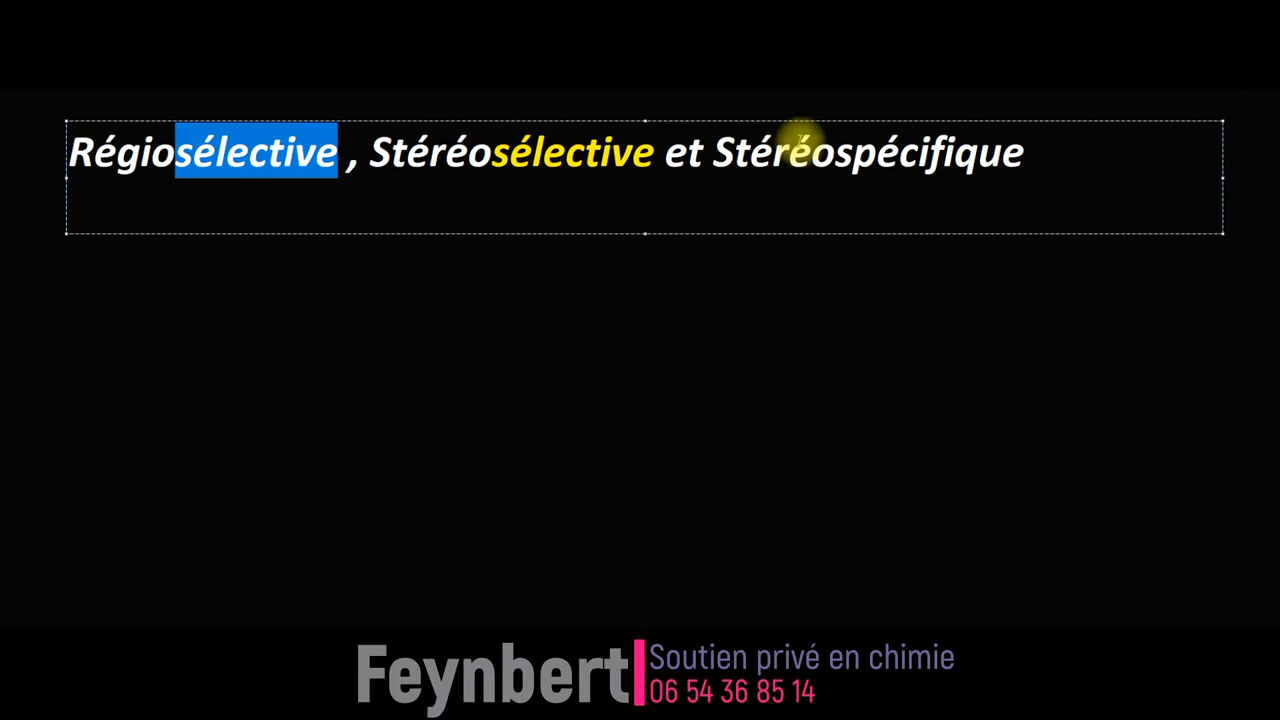 Régiosélective , Stéréosélective et Stéréospécifique
Feynbert
Soutien privé en chimie
06 54 36 85 14